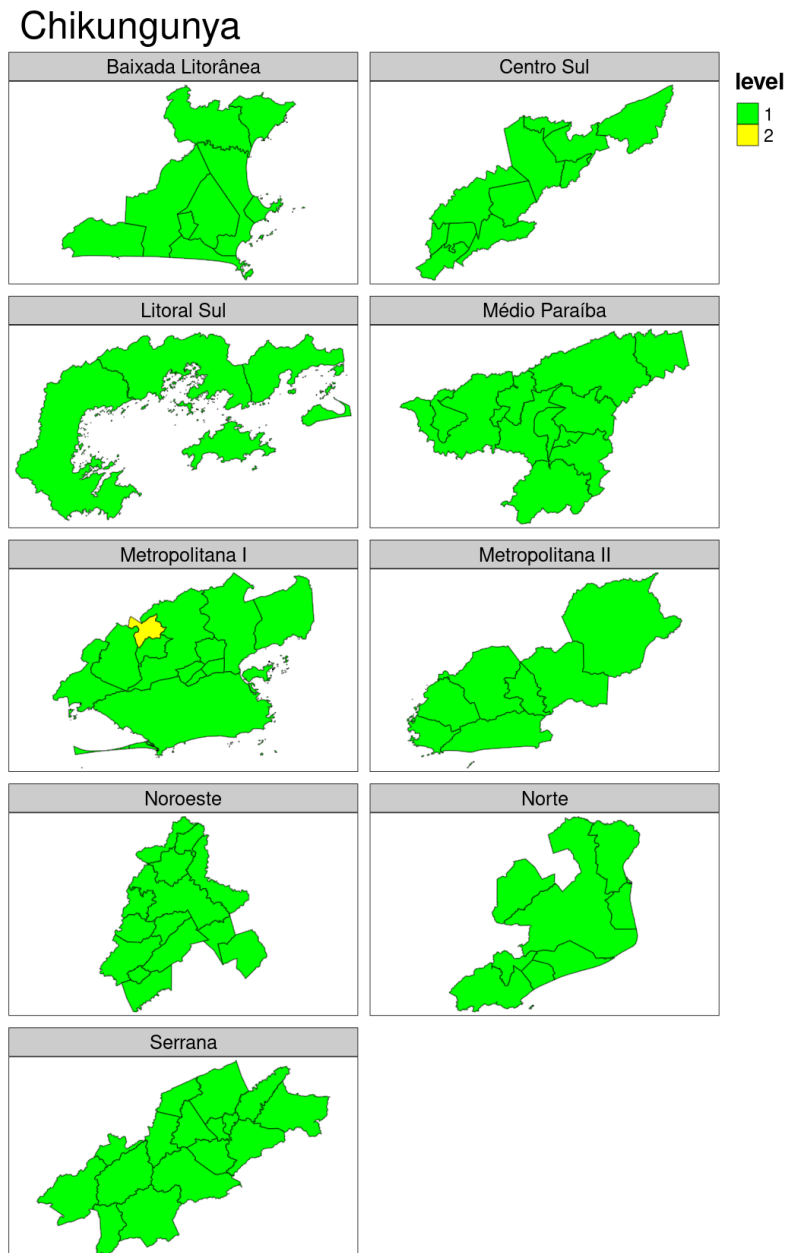 Chikungunya
Baixada Litorânea
Centro Sul
level
1
2
Litoral Sul
Médio Paraíba
Metropolitana I
Metropolitana II
Noroeste
Norte
Serrana